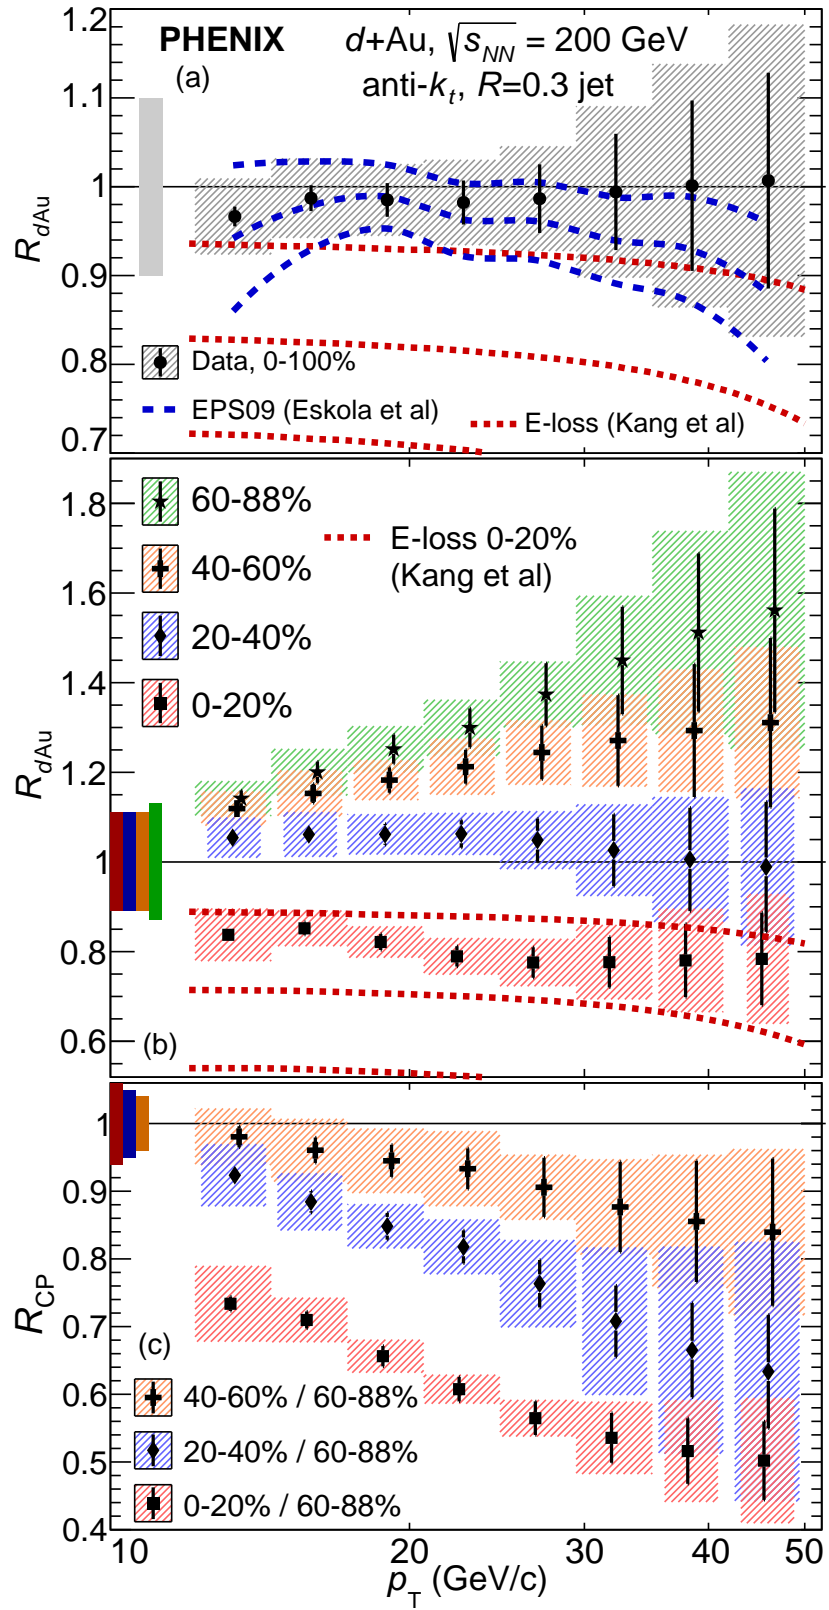 PHENIX
d+Au, √s_NN = 200 GeV
anti-k_t, R=0.3 jet
(a)
1.2
1.1
1
0.9
0.8
0.7
R_dAu
Data, 0-100%
EPS09 (Eskola et al)
E-loss (Kang et al)
60-88%
40-60%
20-40%
0-20%
E-loss 0-20%
(Kang et al)
1.8
1.6
1.4
1.2
1
0.8
0.6
R_dAu
(b)
1
0.9
0.8
0.7
0.6
0.5
0.4
R_CP
(c)
40-60% / 60-88%
20-40% / 60-88%
0-20% / 60-88%
10 20 30 40 50
p_T (GeV/c)